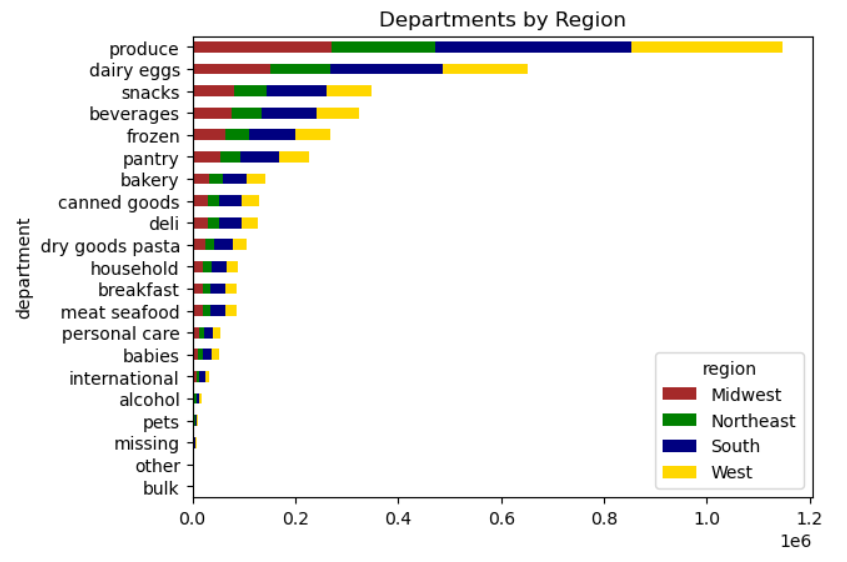 Departments by Region
department
produce
dairy eggs
snacks
beverages
frozen
pantry
bakery
canned goods
deli
dry goods pasta
household
breakfast
meat seafood
personal care
babies
international
alcohol
pets
missing
other
bulk
region
Midwest
Northeast
South
West
0.0 0.2 0.4 0.6 0.8 1.0 1.2
1e6